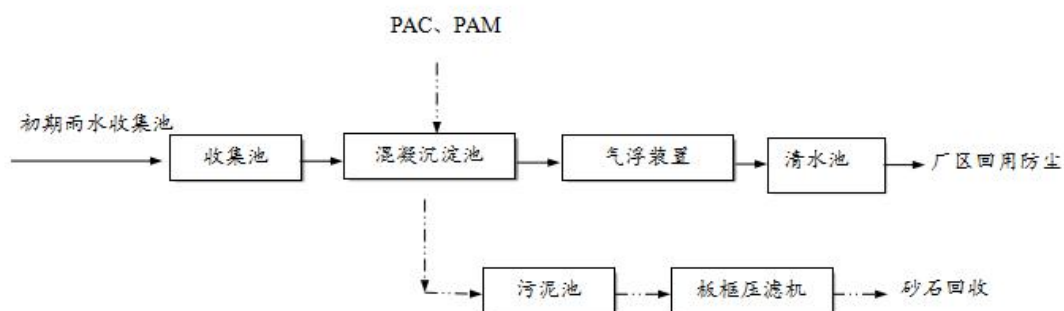 PAC、PAM
初期雨水收集池
收集池
混凝沉淀池
气浮装置
清水池
厂区回用防尘
污泥池
板框压滤机
砂石回收